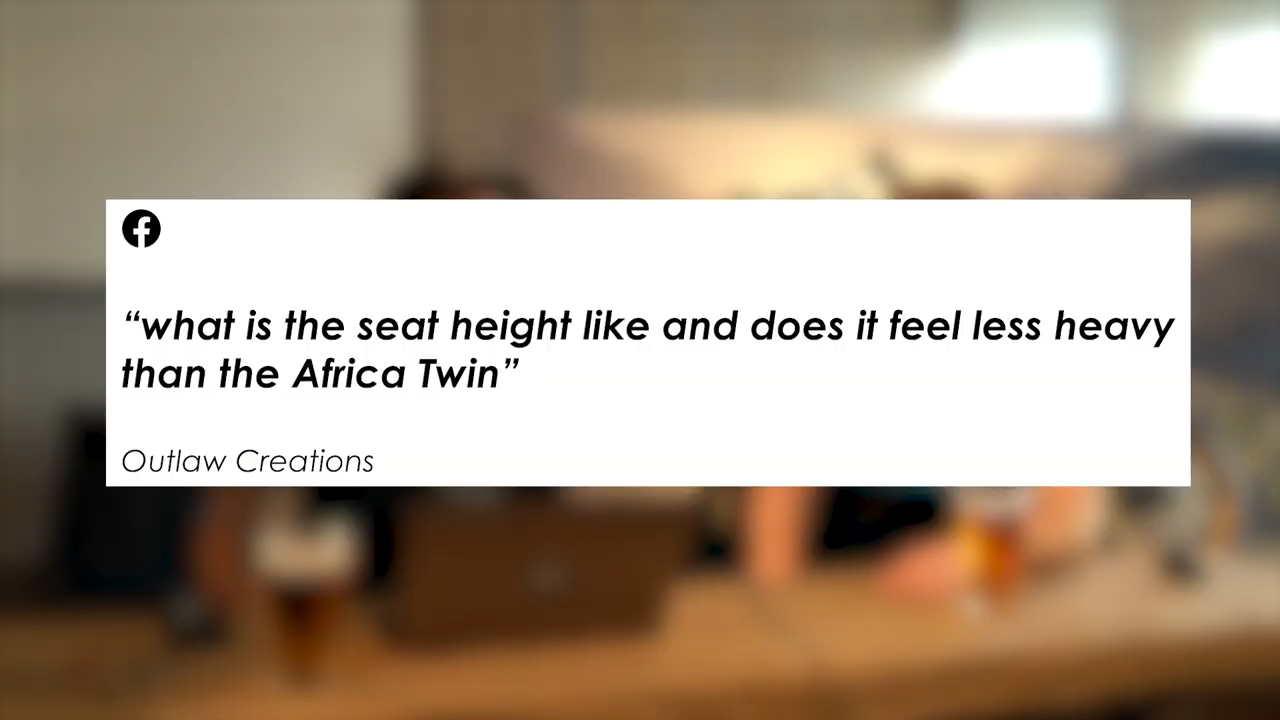 “what is the seat height like and does it feel less heavy
than the Africa Twin”
Outlaw Creations